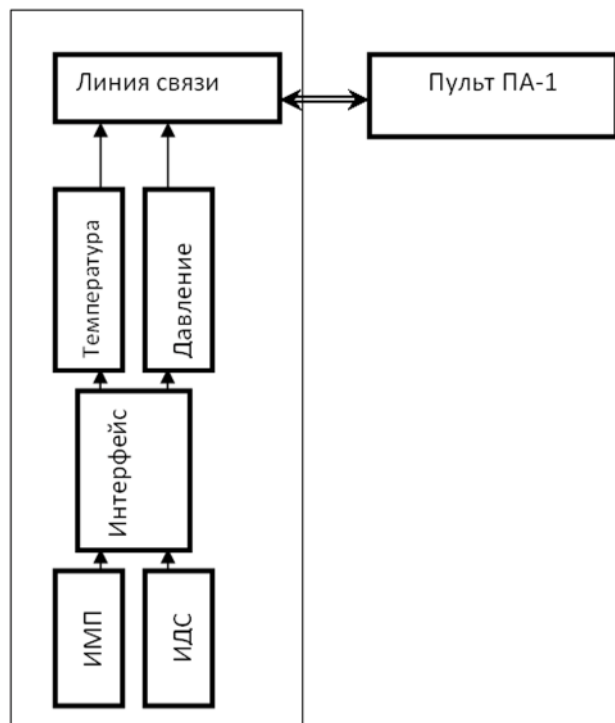 Линия связи
Пульт ПА-1
Температура
Давление
Интерфейс
ИМП
ИДС